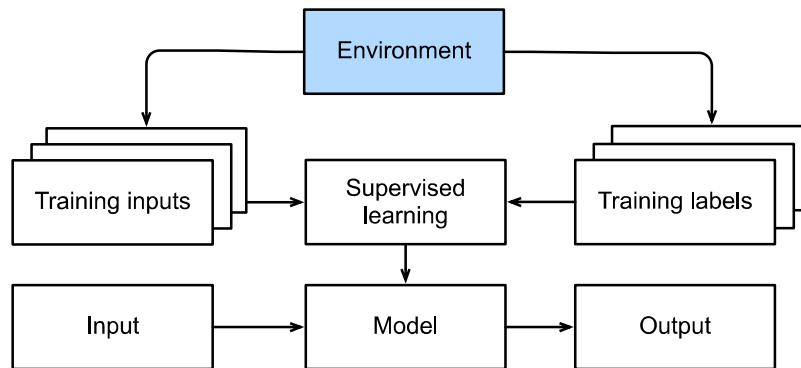 Environment
Training inputs
Supervised
learning
Training labels
Input
Model
Output